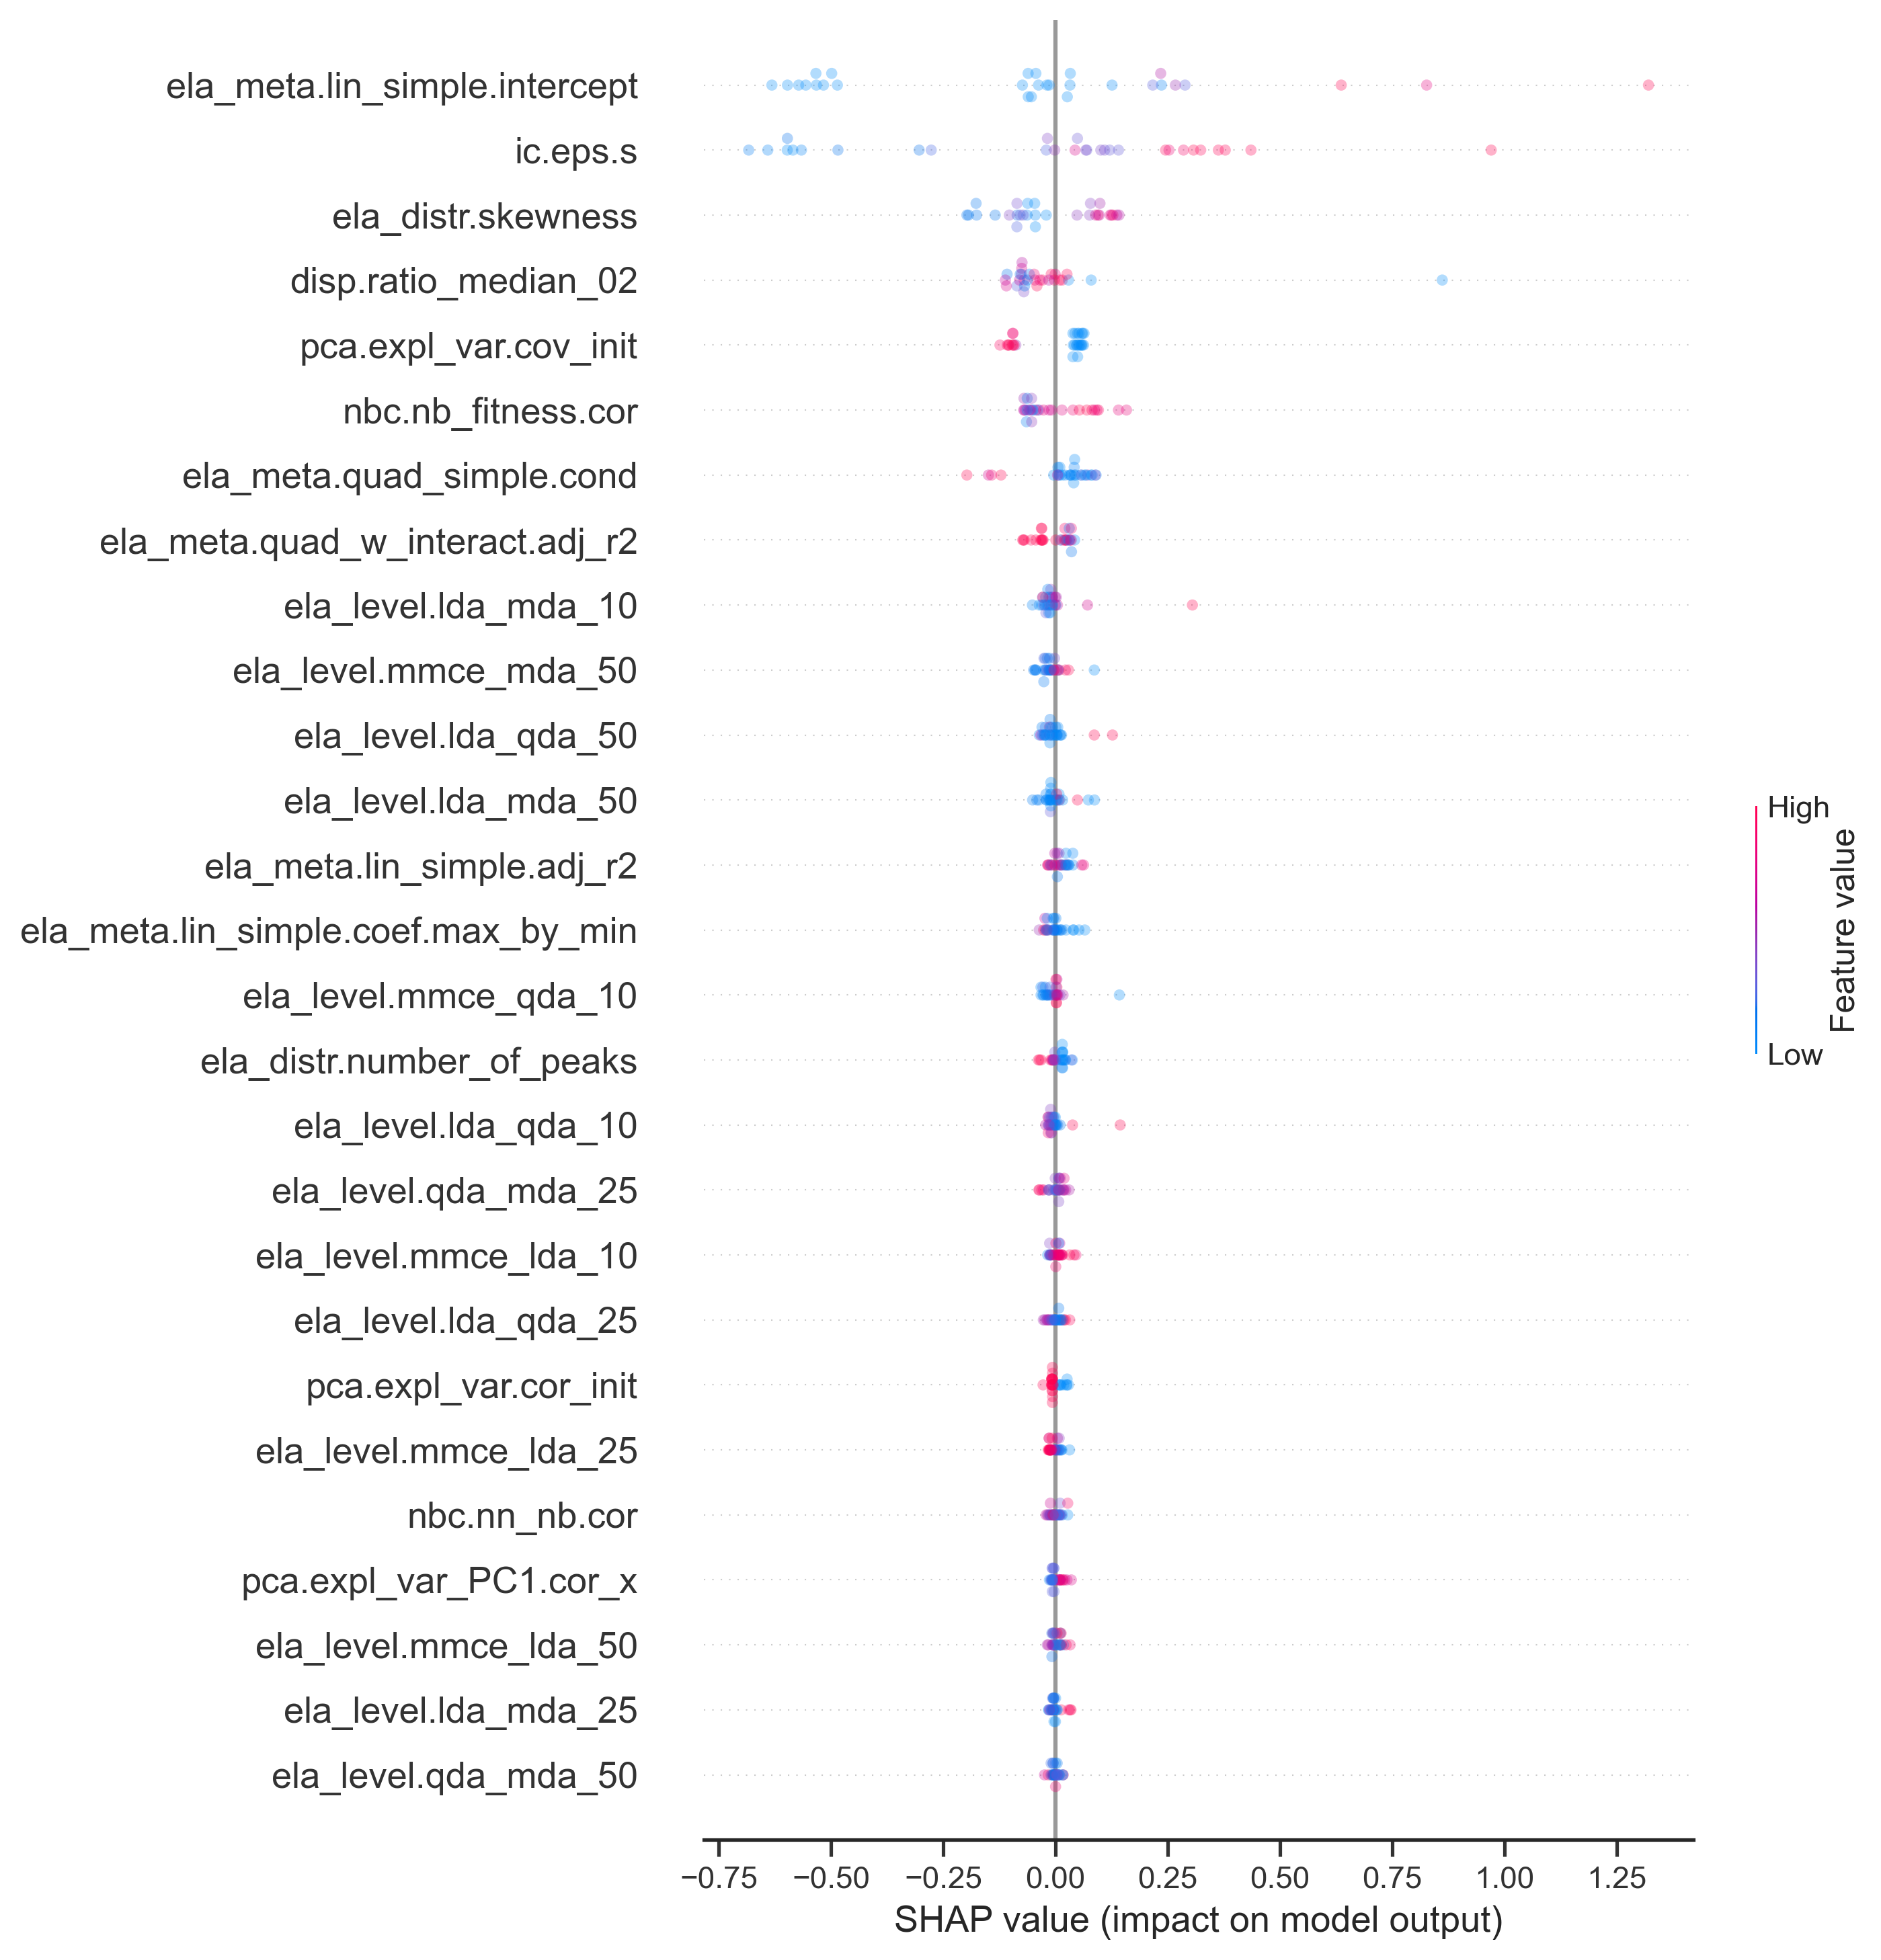 ela_meta.lin_simple.intercept
ic.eps.s
ela_distr.skewness
disp.ratio_median_02
pca.expl_var.cov_init
nbc.nb_fitness.cor
ela_meta.quad_simple.cond
ela_meta.quad_w_interact.adj_r2
ela_level.lda_mda_10
ela_level.mmce_mda_50
ela_level.lda_qda_50
ela_level.lda_mda_50
ela_meta.lin_simple.adj_r2
ela_meta.lin_simple.coef.max_by_min
ela_level.mmce_qda_10
ela_distr.number_of_peaks
ela_level.lda_qda_10
ela_level.qda_mda_25
ela_level.mmce_lda_10
ela_level.lda_qda_25
pca.expl_var.cor_init
ela_level.mmce_lda_25
nbc.nn_nb.cor
pca.expl_var_PC1.cor_x
ela_level.mmce_lda_50
ela_level.lda_mda_25
ela_level.qda_mda_50
−0.75 −0.50 −0.25 0.00 0.25 0.50 0.75 1.00 1.25
SHAP value (impact on model output)
High
Feature value
Low